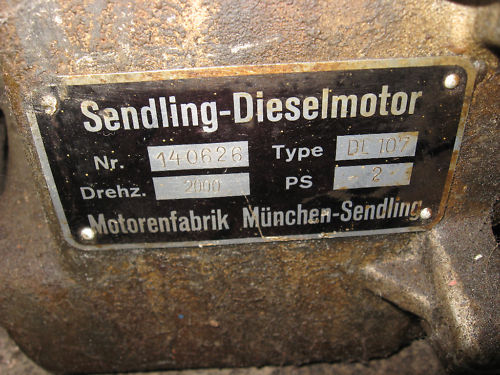 Sendling-Dieselmotor
Nr. 140626 Type DL 107
Drehz. 2000 PS 2
Motorenfabrik München-Sendling